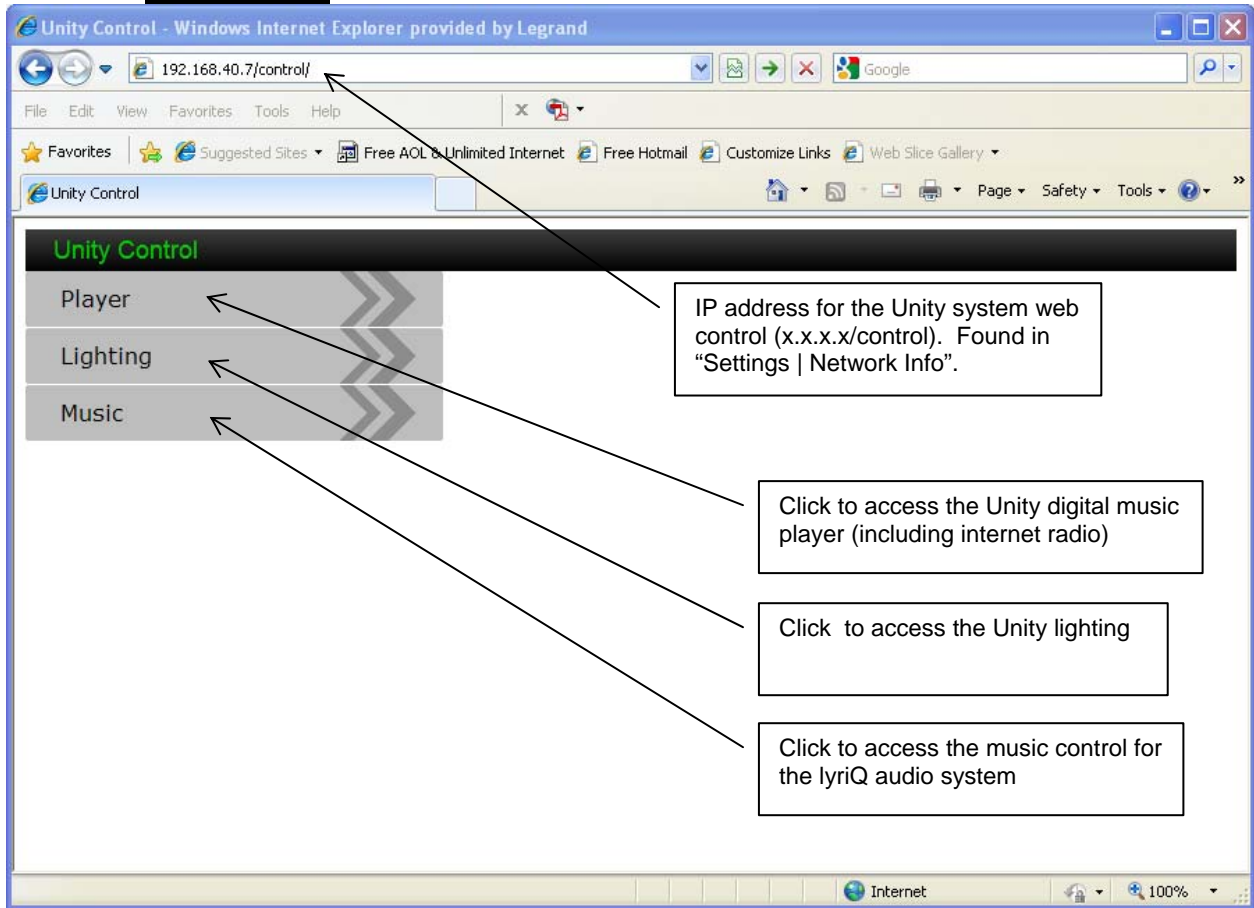 Unity Control - Windows Internet Explorer provided by Legrand
192.168.40.7/control/
Google
File Edit View Favorites Tools Help
x
Favorites Suggested Sites Free AOL & Unlimited Internet Free Hotmail Customize Links Web Slice Gallery
Unity Control
Page Safety Tools »
Unity Control
Player
Lighting
Music
IP address for the Unity system web
control (x.x.x.x/control). Found in
“Settings | Network Info”.
Click to access the Unity digital music
player (including internet radio)
Click to access the Unity lighting
Click to access the music control for
the lyriQ audio system
Internet
100%